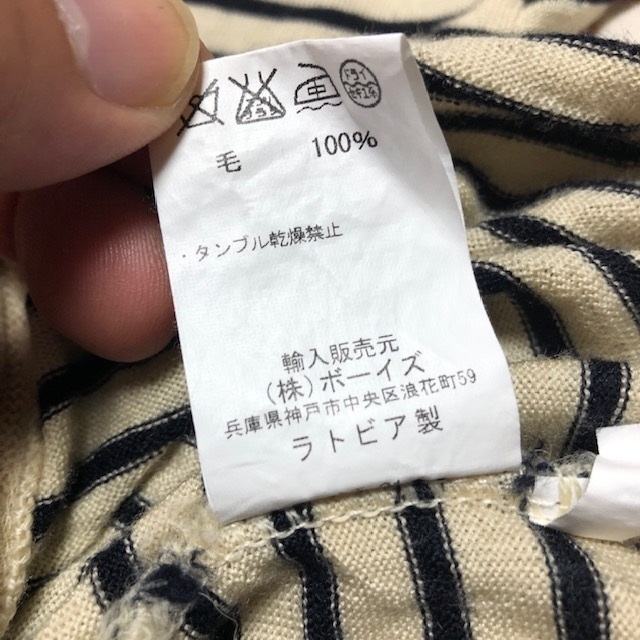 毛 100%
・タンブル乾燥禁止
輸入販売元
(株)ボーイズ
兵庫県神戸市中央区浪花町59
ラトビア製